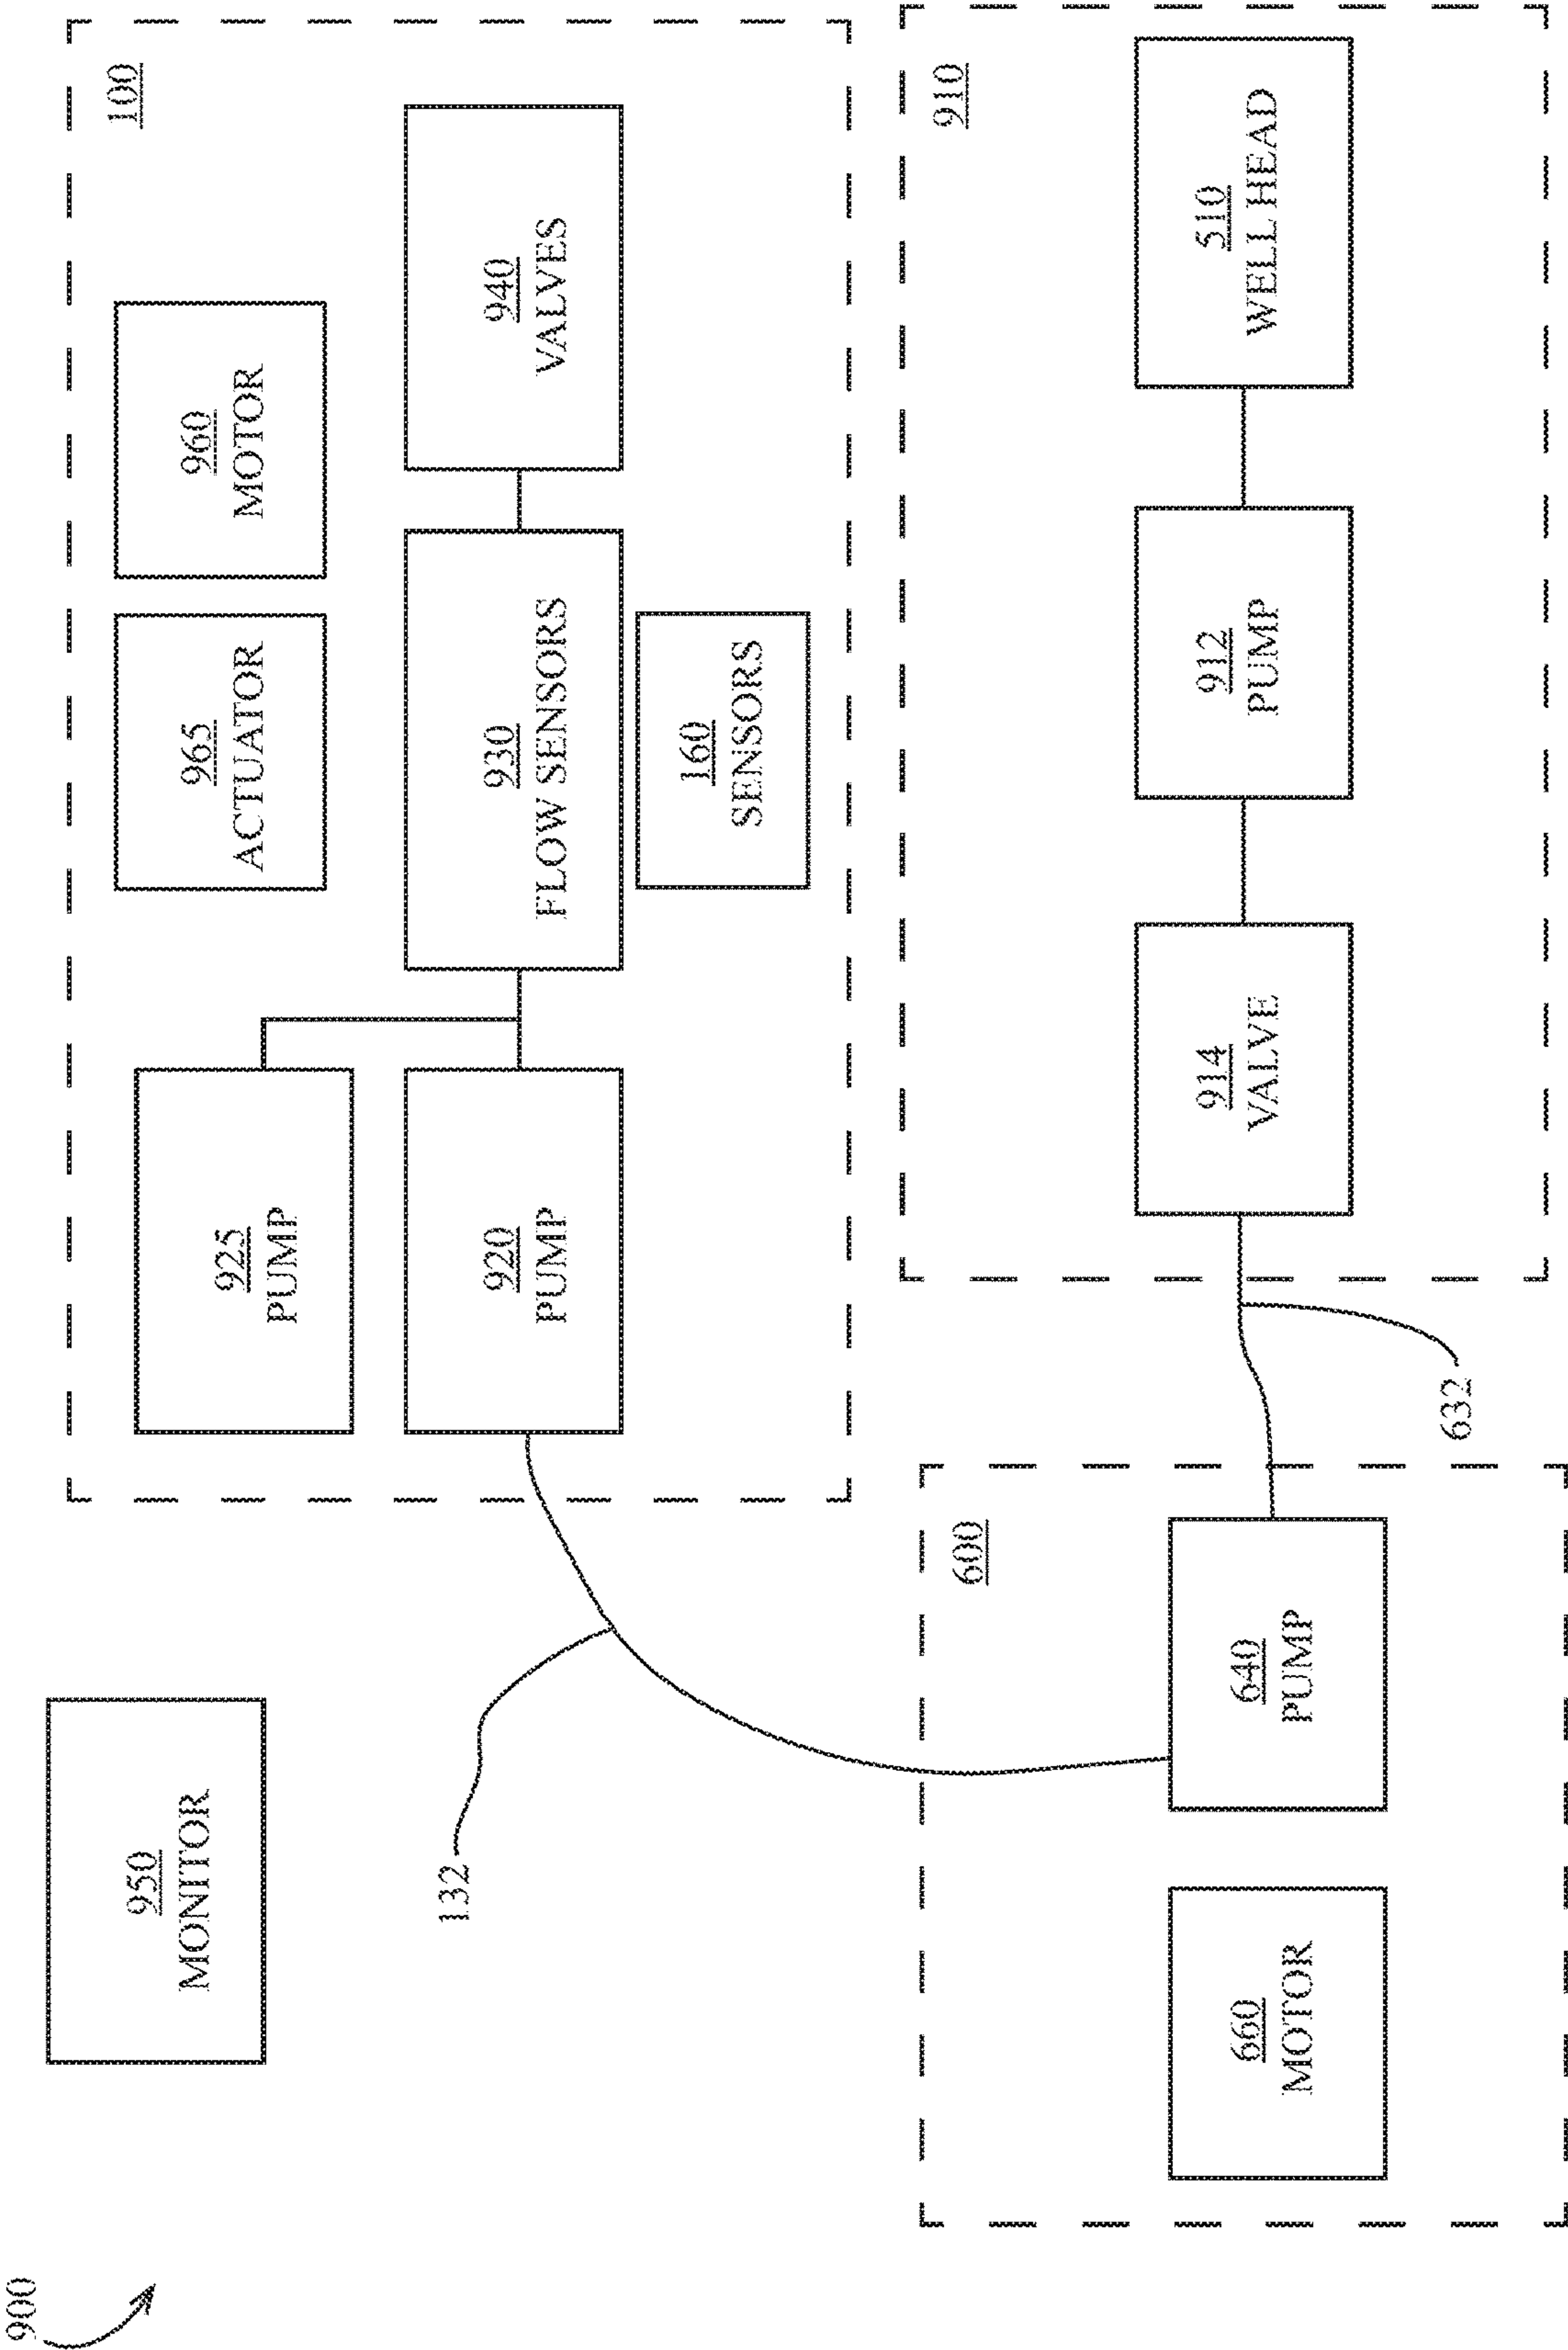 900
950
MONITOR
132
100
925
PUMP
920
PUMP
965
ACTUATOR
960
MOTOR
930
FLOW SENSORS
940
VALVES
160
SENSORS
600
660
MOTOR
640
PUMP
632
910
914
VALVE
912
PUMP
510
WELL HEAD